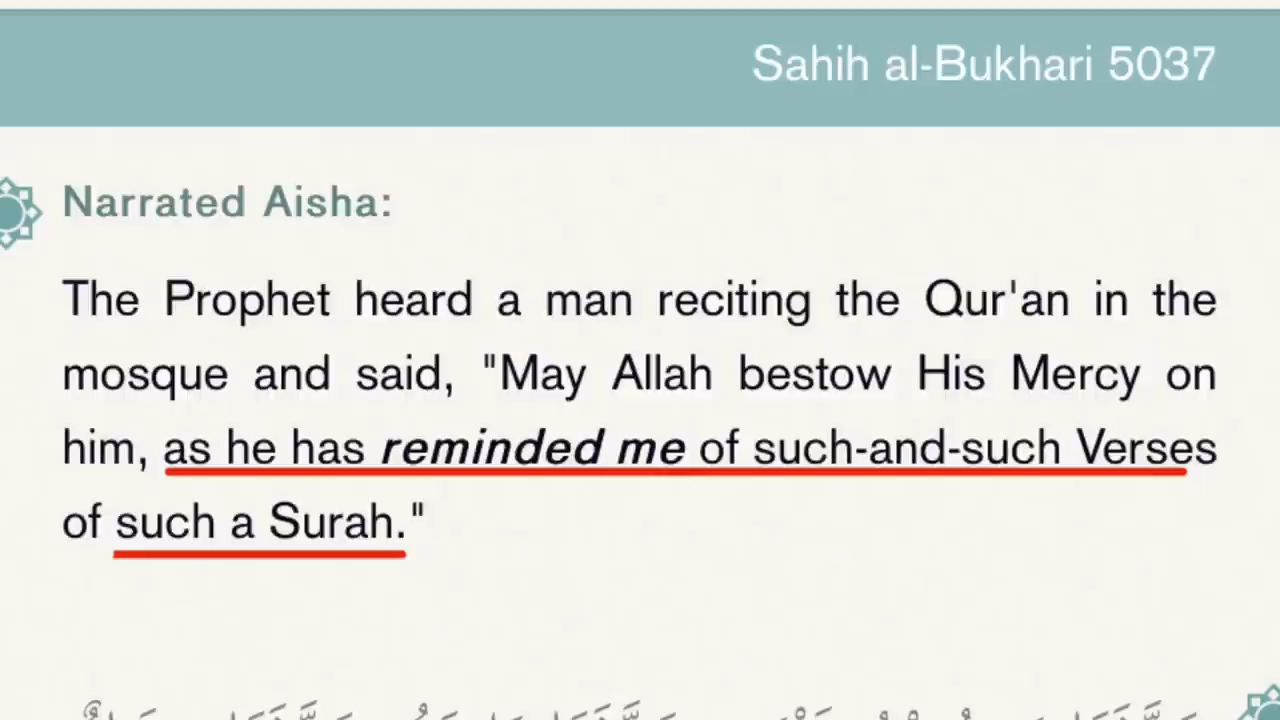 Sahih al-Bukhari 5037
Narrated Aisha:
The Prophet heard a man reciting the Qur'an in the
mosque and said, "May Allah bestow His Mercy on
him, as he has reminded me of such-and-such Verses
of such a Surah."